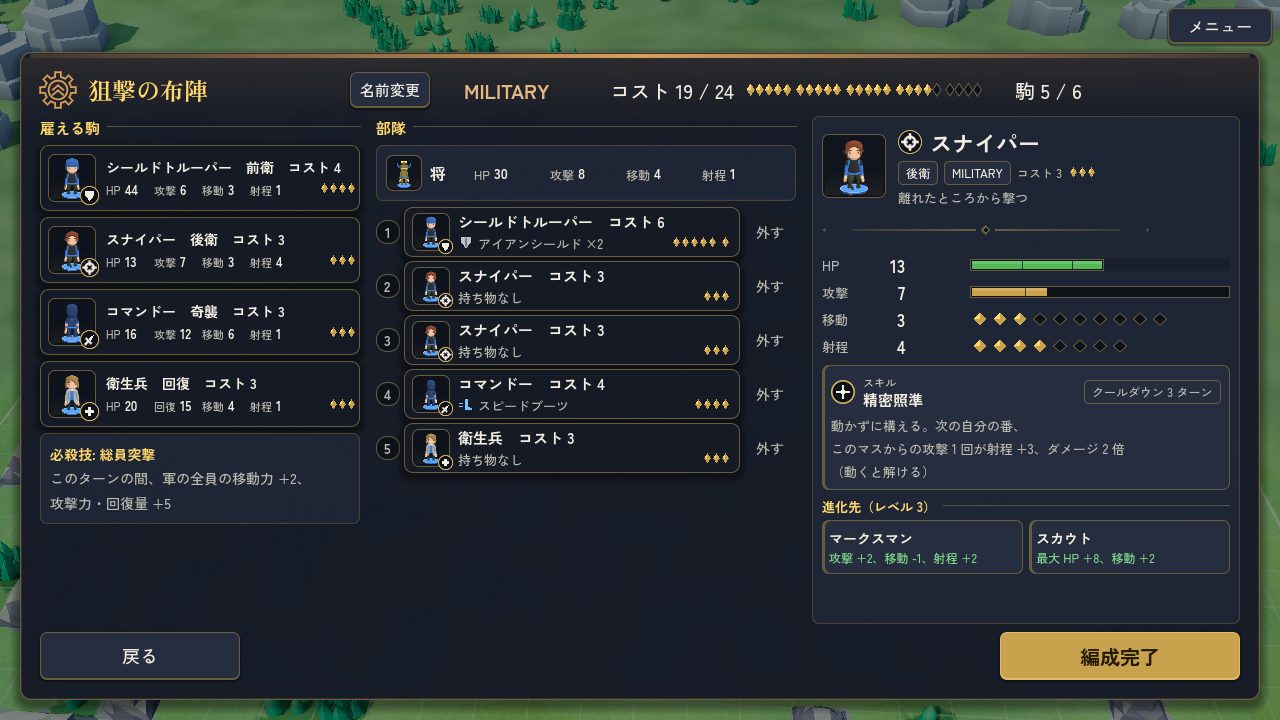 メニュー
狙撃の布陣
名前変更
MILITARY
コスト 19 / 24
駒 5 / 6
雇える駒
シールドトルーパー 前衛 コスト 4
HP 44 攻撃 6 移動 3 射程 1
スナイパー 後衛 コスト 3
HP 13 攻撃 7 移動 3 射程 4
コマンドー 奇襲 コスト 3
HP 16 攻撃 12 移動 6 射程 1
衛生兵 回復 コスト 3
HP 20 回復 15 移動 4 射程 1
必殺技: 総員突撃
このターンの間、軍の全員の移動力 +2、
攻撃力・回復量 +5
部隊
将 HP 30 攻撃 8 移動 4 射程 1
1 シールドトルーパー コスト 6
アイアンシールド ×2
外す
2 スナイパー コスト 3
持ち物なし
外す
3 スナイパー コスト 3
持ち物なし
外す
4 コマンドー コスト 4
スピードブーツ
外す
5 衛生兵 コスト 3
持ち物なし
外す
スナイパー
後衛 MILITARY コスト 3
離れたところから撃つ
HP 13
攻撃 7
移動 3
射程 4
スキル
精密照準
クールダウン 3 ターン
動かずに構える。次の自分の番、
このマスからの攻撃 1 回が射程 +3、ダメージ 2 倍
（動くと解ける）
進化先（レベル 3）
マークスマン
攻撃 +2、移動 -1、射程 +2
スカウト
最大 HP +8、移動 +2
戻る
編成完了